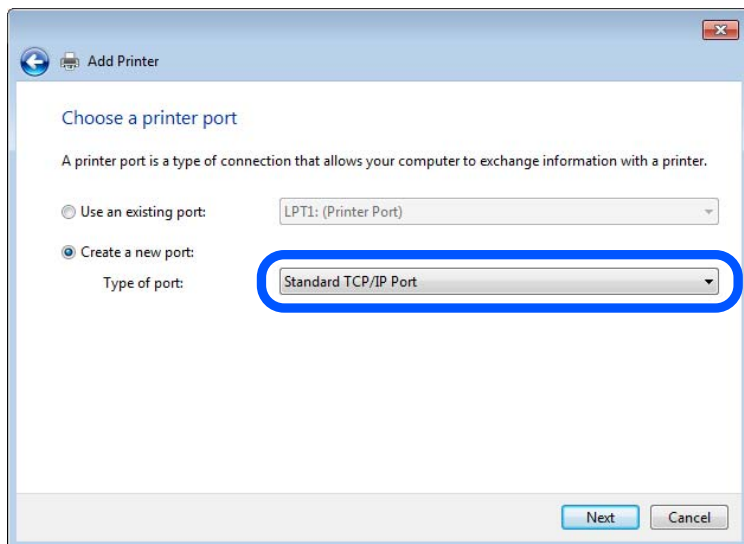 Add Printer
Choose a printer port
A printer port is a type of connection that allows your computer to exchange information with a printer.
Use an existing port: LPT1: (Printer Port)
Create a new port:
Type of port: Standard TCP/IP Port
Next Cancel